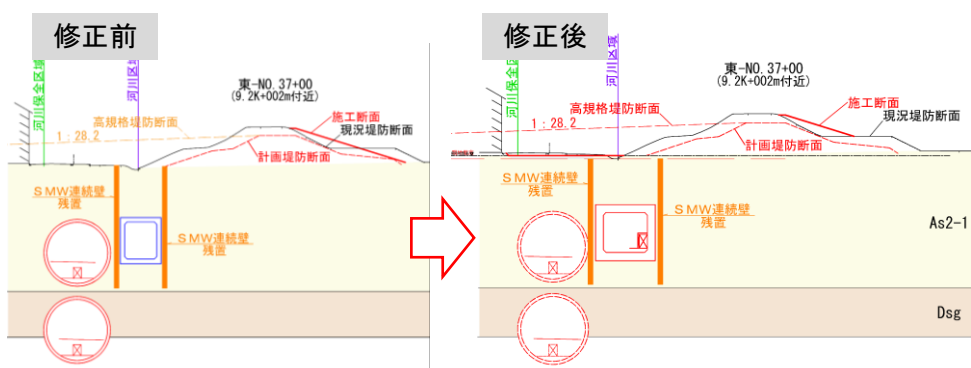 修正前
河川保全区域
河川区域
東-NO.37+00
(9.2K+002m付近)
高規格堤防断面
1：28.2
施工断面
現況堤防断面
計画堤防断面
ＳＭＷ連続壁
残置
ＳＭＷ連続壁
残置
修正後
河川保全区域
河川区域
東-NO.37+00
(9.2K+002m付近)
高規格堤防断面
1：28.2
施工断面
現況堤防断面
計画堤防断面
ＳＭＷ連続壁
残置
ＳＭＷ連続壁
残置
As2-1
Dsg